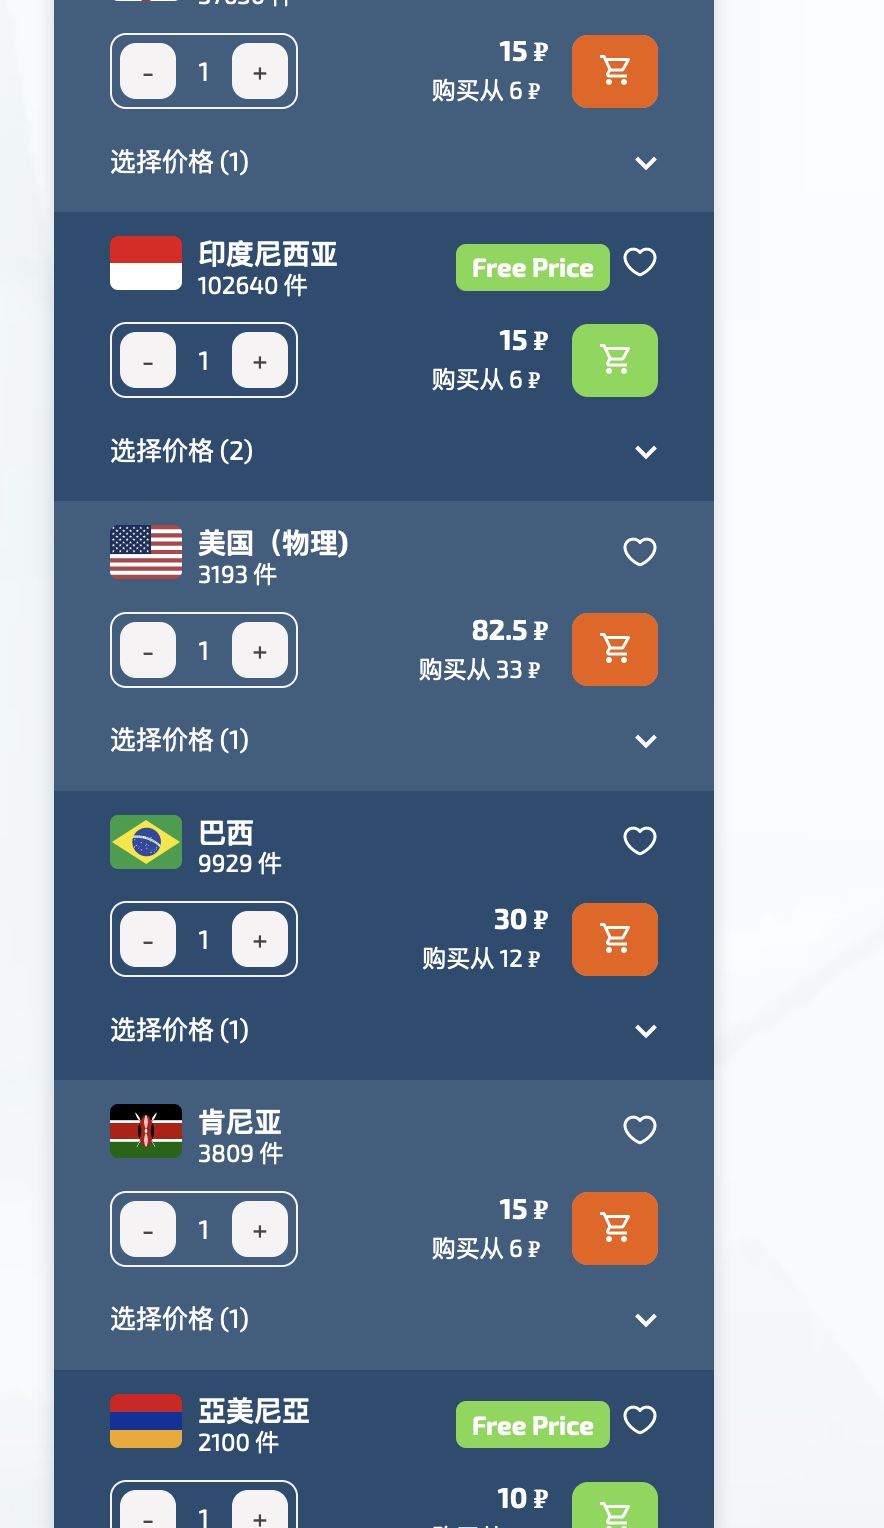 - 1 +
15 ₽
购买从 6 ₽
选择价格 (1)
印度尼西亚
102640 件
Free Price
- 1 +
15 ₽
购买从 6 ₽
选择价格 (2)
美国（物理)
3193 件
- 1 +
82.5 ₽
购买从 33 ₽
选择价格 (1)
巴西
9929 件
- 1 +
30 ₽
购买从 12 ₽
选择价格 (1)
肯尼亚
3809 件
- 1 +
15 ₽
购买从 6 ₽
选择价格 (1)
亞美尼亞
2100 件
Free Price
- 1 +
10 ₽